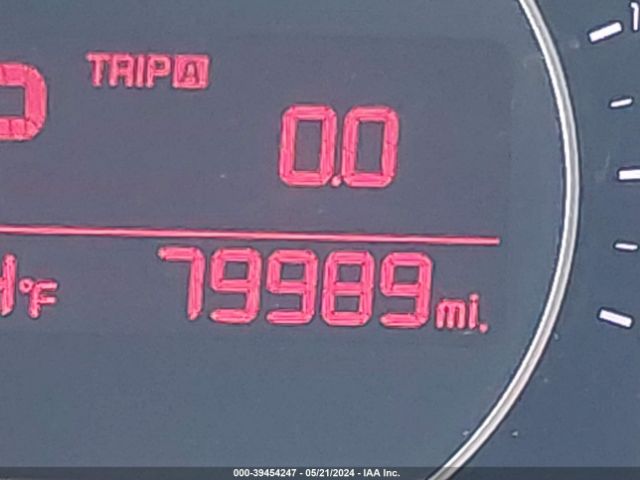 TRIP A
0.0
79989 mi.
°F
000-39454247 - 05/21/2024 - IAA Inc.